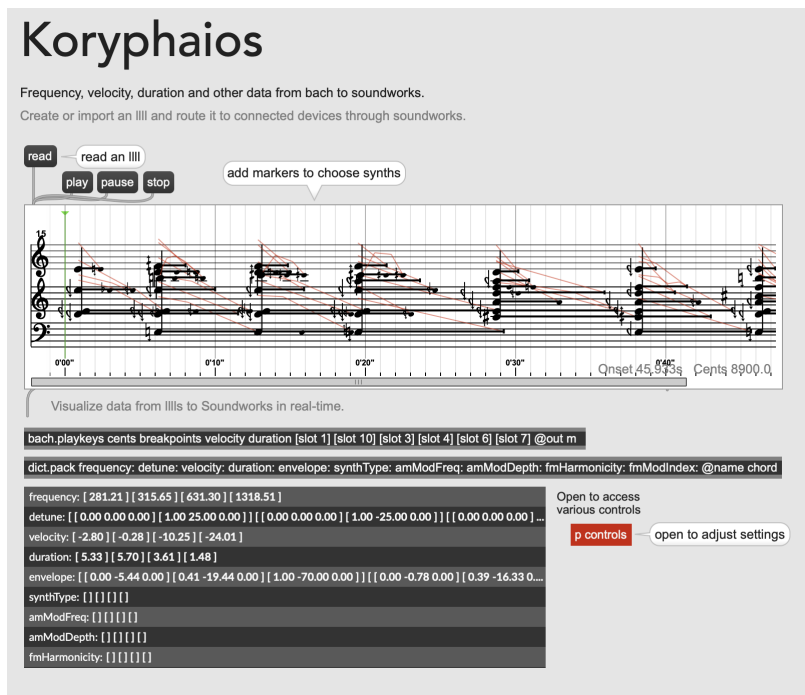 Koryphaios
Frequency, velocity, duration and other data from bach to soundworks.
Create or import an llll and route it to connected devices through soundworks.
read
read an llll
play
pause
stop
add markers to choose synths
15
0'00"
0'10"
0'20"
0'30"
0'40"
Onset 45.933s Cents 8900.0
Visualize data from lllls to Soundworks in real-time.
bach.playkeys cents breakpoints velocity duration [slot 1] [slot 10] [slot 3] [slot 4] [slot 6] [slot 7] @out m
dict.pack frequency: detune: velocity: duration: envelope: synthType: amModFreq: amModDepth: fmHarmonicity: fmModIndex: @name chord
frequency: [ 281.21 ] [ 315.65 ] [ 631.30 ] [ 1318.51 ]
detune: [ [ 0.00 0.00 0.00 ] [ 1.00 25.00 0.00 ] ] [ [ 0.00 0.00 0.00 ] [ 1.00 -25.00 0.00 ] ] [ [ 0.00 0.00 0.00 ] ...
velocity: [ -2.80 ] [ -0.28 ] [ -10.25 ] [ -24.01 ]
duration: [ 5.33 ] [ 5.70 ] [ 3.61 ] [ 1.48 ]
envelope: [ [ 0.00 -5.44 0.00 ] [ 0.41 -19.44 0.00 ] [ 1.00 -70.00 0.00 ] ] [ [ 0.00 -0.78 0.00 ] [ 0.39 -16.33 0....
synthType: [ ] [ ] [ ] [ ]
amModFreq: [ ] [ ] [ ] [ ]
amModDepth: [ ] [ ] [ ] [ ]
fmHarmonicity: [ ] [ ] [ ] [ ]
Open to access
various controls
p controls
open to adjust settings